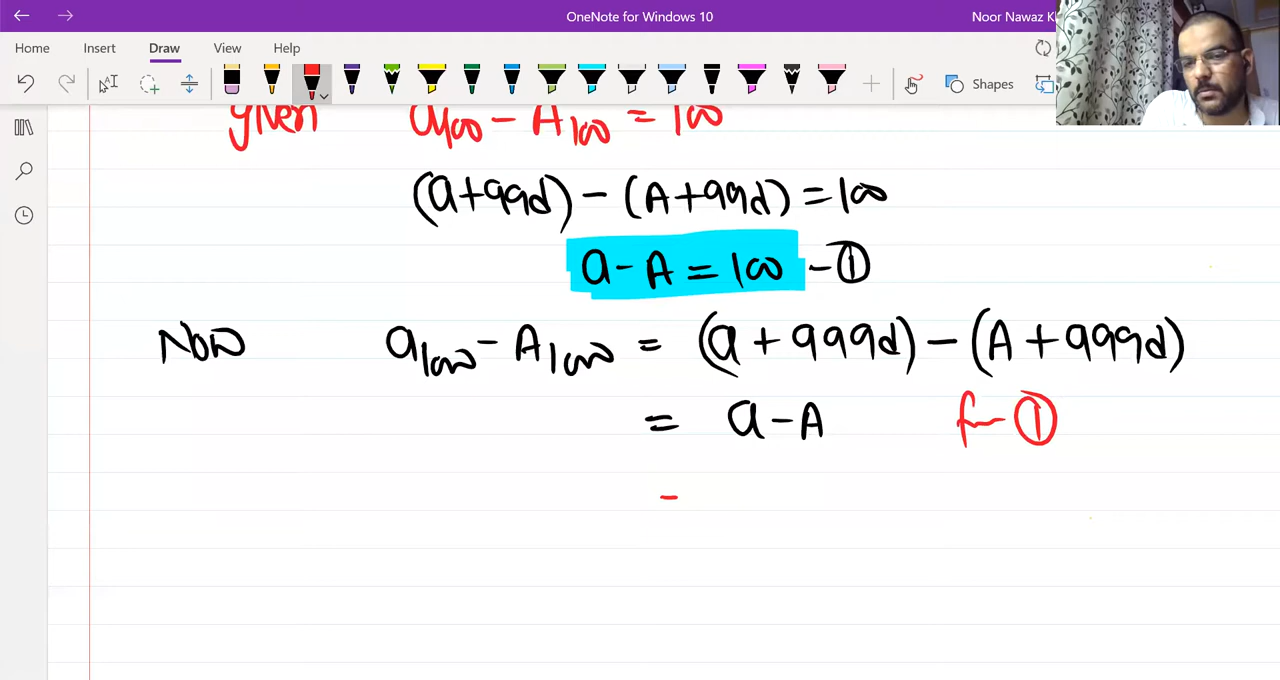 OneNote for Windows 10
Noor Nawaz K
Home Insert Draw View Help
Shapes
given a₁₀₀ - A₁₀₀ = 100
(a+99d) - (A+99d) = 100
a - A = 100 - ①
Now a₁₀₀₀ - A₁₀₀₀ = (a + 999d) - (A + 999d)
= a - A f ①